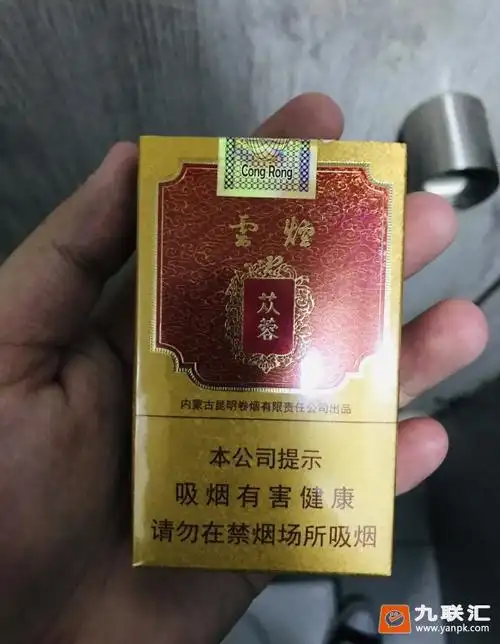 Cong Rong
雲烟
苁蓉
内蒙古昆明卷烟有限责任公司出品
本公司提示
吸烟有害健康
请勿在禁烟场所吸烟
九联汇
www.yanpk.com